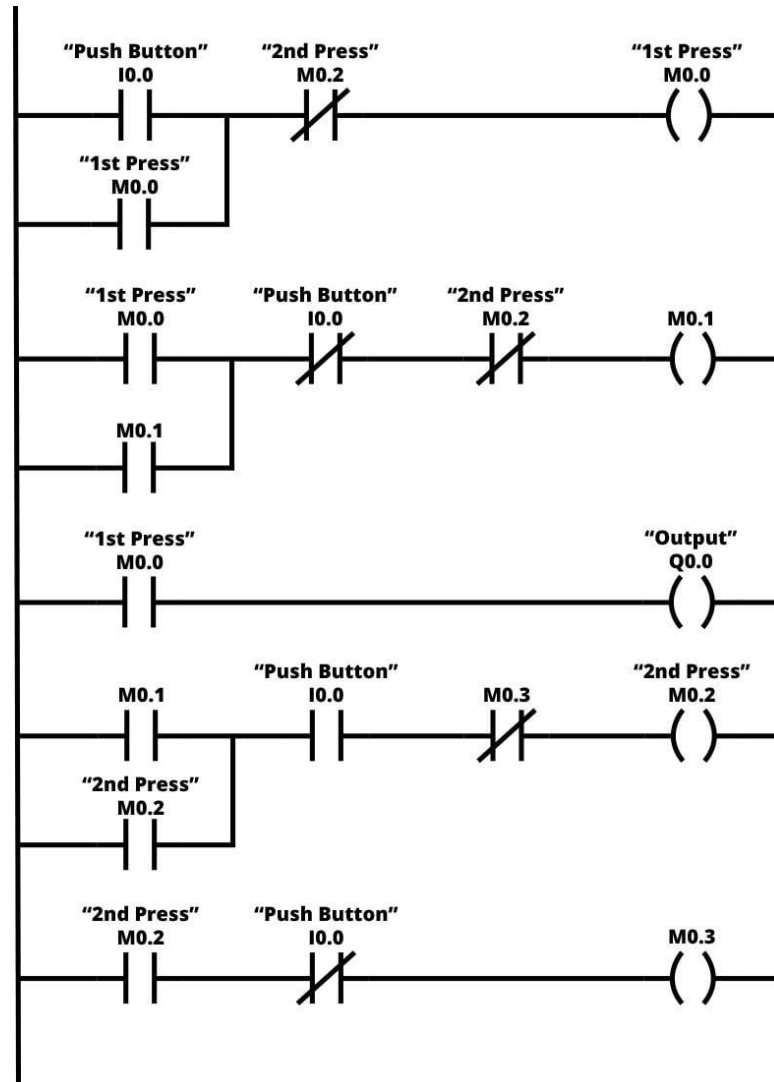 “Push Button” “2nd Press” “1st Press”
I0.0 M0.2 M0.0
“1st Press”
M0.0
“1st Press” “Push Button” “2nd Press”
M0.0 I0.0 M0.2 M0.1
M0.1
“1st Press” “Output”
M0.0 Q0.0
“Push Button” “2nd Press”
M0.1 I0.0 M0.3 M0.2
“2nd Press”
M0.2
“2nd Press” “Push Button”
M0.2 I0.0 M0.3